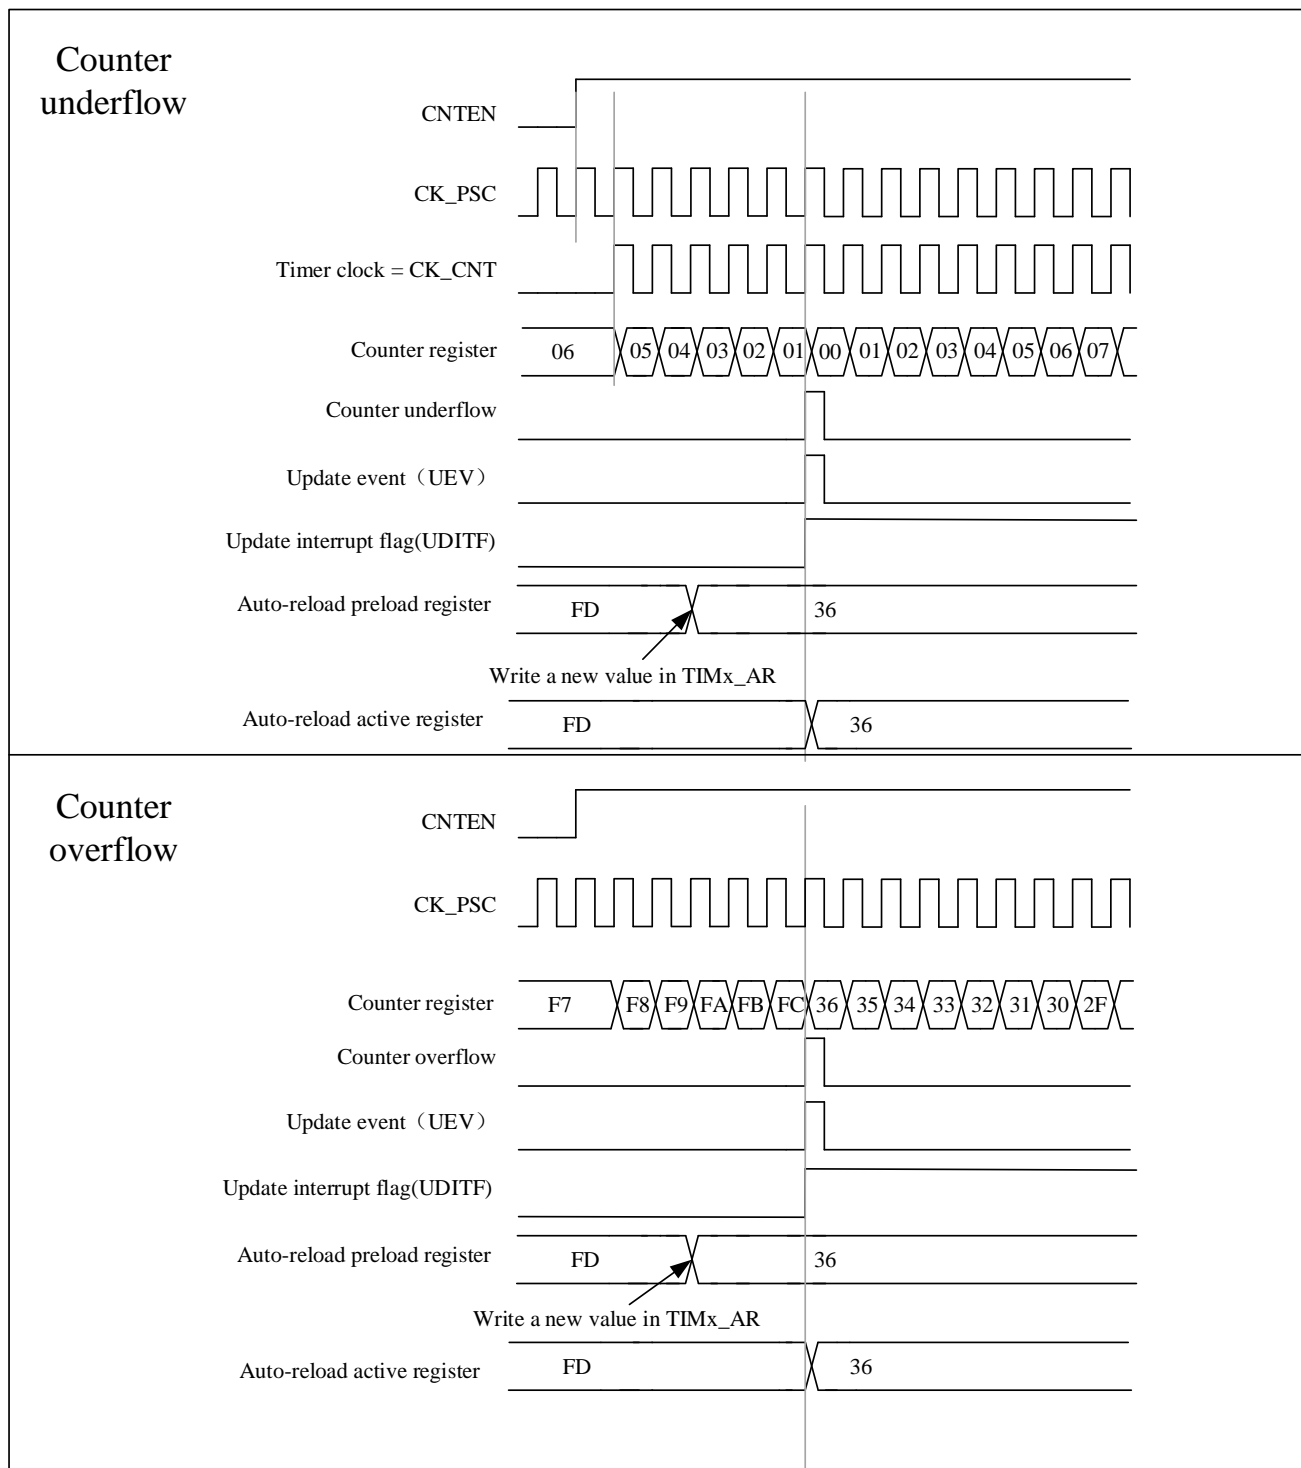 Counter
underflow
CNTEN
CK_PSC
Timer clock = CK_CNT
Counter register 06 05 04 03 02 01 00 01 02 03 04 05 06 07
Counter underflow
Update event（UEV）
Update interrupt flag(UDITF)
Auto-reload preload register FD 36
Write a new value in TIMx_AR
Auto-reload active register FD 36
Counter
overflow
CNTEN
CK_PSC
Counter register F7 F8 F9 FA FB FC 36 35 34 33 32 31 30 2F
Counter overflow
Update event（UEV）
Update interrupt flag(UDITF)
Auto-reload preload register FD 36
Write a new value in TIMx_AR
Auto-reload active register FD 36